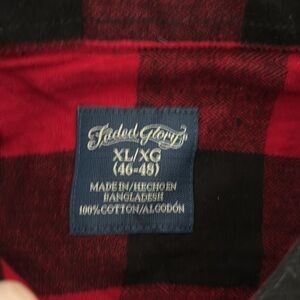 Faded Glory®
XL/XG
(46-48)
MADE IN/HECHO EN
BANGLADESH
100% COTTON/ALGODÓN